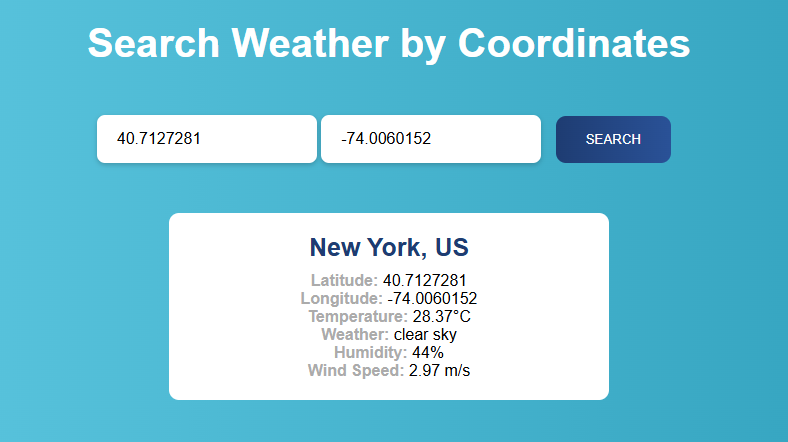 Search Weather by Coordinates
40.7127281 -74.0060152 SEARCH
New York, US
Latitude: 40.7127281
Longitude: -74.0060152
Temperature: 28.37°C
Weather: clear sky
Humidity: 44%
Wind Speed: 2.97 m/s